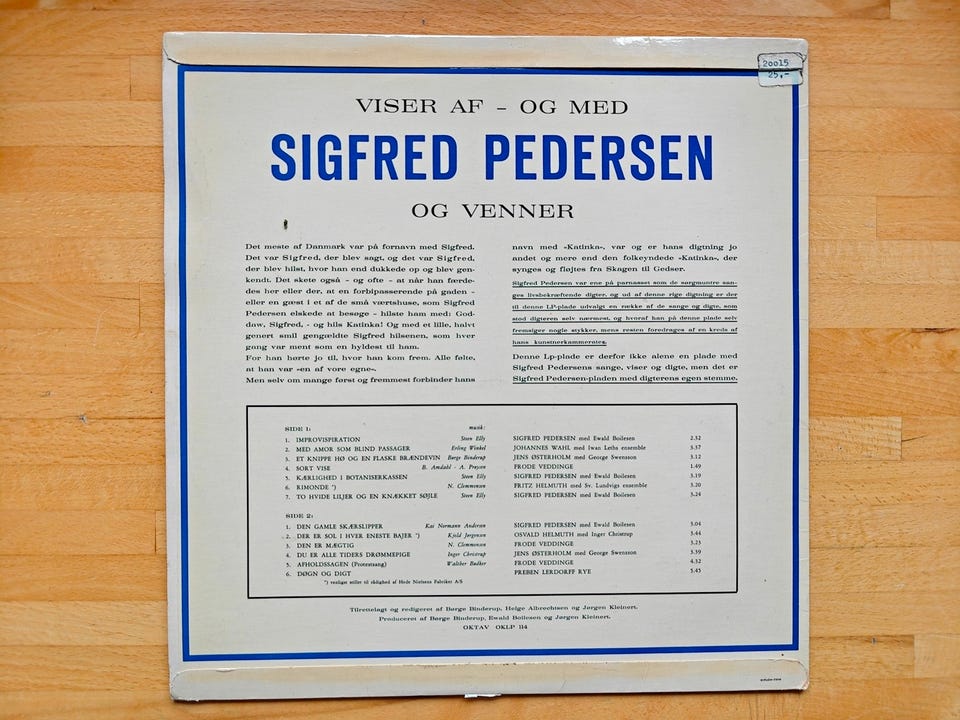 20015
25,-
VISER AF - OG MED
SIGFRED PEDERSEN
OG VENNER
Det meste af Danmark var på fornavn med Sigfred.
Det var Sigfred, der blev sagt, og det var Sigfred,
der blev hilst, hvor han end dukkede op og blev gen-
kendt. Det skete også - og ofte - at når han færde-
des her eller der, at en forbipasserende på gaden -
eller en gæst i et af de små værtshuse, som Sigfred
Pedersen elskede at besøge - hilste ham med: God-
daw, Sigfred, - og hils Katinka! Og med et lille, halvt
genert smil gengældte Sigfred hilsenen, som hver
gang var ment som en hyldest til ham.
For han hørte jo til, hvor han kom frem. Alle følte,
at han var »en af vore egne«.
Men selv om mange først og fremmest forbinder hans
navn med »Katinka«, var og er hans digtning jo
andet og mere end den folkeyndede »Katinka«, der
synges og fløjtes fra Skagen til Gedser.
Sigfred Pedersen var ene på parnasset som de sørgmuntre san-
ges livsbekræftende digter, og ud af denne rige digtning er der
til denne LP-plade udvalgt en række af de sange og digte, som
stod digteren selv nærmest, og hvoraf han på denne plade selv
fremsiger nogle stykker, mens resten foredrages af en kreds af
hans kunstnerkammerater.
Denne Lp-plade er derfor ikke alene en plade med
Sigfred Pedersens sange, viser og digte, men det er
Sigfred Pedersen-pladen med digterens egen stemme.
SIDE 1: musik:
1. IMPROVISPIRATION Steen Elly SIGFRED PEDERSEN med Ewald Boilesen 2.32
2. MED AMOR SOM BLIND PASSAGER Erling Winkel JOHANNES WAHL med Iwan Leths ensemble 3.37
3. ET KNIPPE HØ OG EN FLASKE BRÆNDEVIN Børge Binderup JENS ØSTERHOLM med George Swensson 3.12
4. SORT VISE B. Amdahl - A. Prøysen FRODE VEDDINGE 1.49
5. KÆRLIGHED I BOTANISERKASSEN Steen Elly SIGFRED PEDERSEN med Ewald Boilesen 3.19
6. RIMONDE *) N. Clemmensen FRITZ HELMUTH med Sv. Lundvigs ensemble 3.20
7. TO HVIDE LILJER OG EN KNÆKKET SØJLE Steen Elly SIGFRED PEDERSEN med Ewald Boilesen 3.24
SIDE 2:
1. DEN GAMLE SKÆRSLIPPER Kai Normann Andersen SIGFRED PEDERSEN med Ewald Boilesen 3.04
2. DER ER SOL I HVER ENESTE BAJER *) Kjeld Jørgensen OSVALD HELMUTH med Inger Christrup 3.44
3. DEN ER MÆGTIG N. Clemmensen FRODE VEDDINGE 3.23
4. DU ER ALLE TIDERS DRØMMEPIGE Inger Christrup JENS ØSTERHOLM med George Swensson 3.39
5. AFHOLDSSAGEN (Protestsang) Walther Budker FRODE VEDDINGE 4.32
6. DØGN OG DIGT PREBEN LERDORFF RYE 5.45
*) venligst stillet til rådighed af Hede Nielsens Fabriker A/S
Tilrettelagt og redigeret af Børge Binderup, Helge Albrechtsen og Jørgen Kleinert.
Produceret af Børge Binderup, Ewald Boilesen og Jørgen Kleinert.
OKTAV OKLP 114